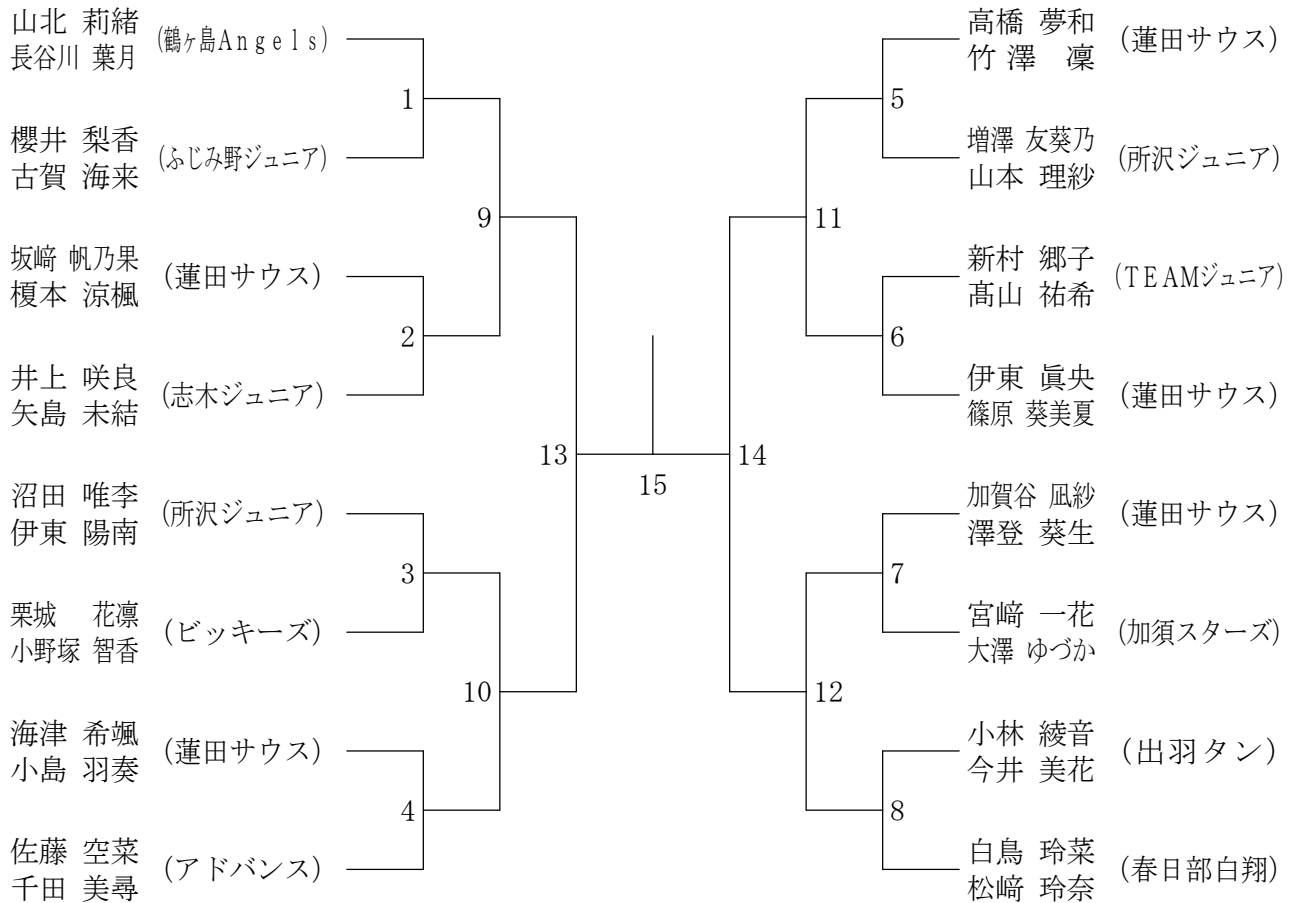 山北 莉緒
長谷川 葉月
(鶴ヶ島Angels)
1
櫻井 梨香
古賀 海来
(ふじみ野ジュニア)
9
坂﨑 帆乃果
榎本 涼楓
(蓮田サウス)
2
井上 咲良
矢島 未結
(志木ジュニア)
13
沼田 唯李
伊東 陽南
(所沢ジュニア)
3
栗城 花凛
小野塚 智香
(ビッキーズ)
10
海津 希颯
小島 羽奏
(蓮田サウス)
4
佐藤 空菜
千田 美尋
(アドバンス)
15
高橋 夢和
竹澤 凜
(蓮田サウス)
5
増澤 友葵乃
山本 理紗
(所沢ジュニア)
11
新村 郷子
髙山 祐希
(TEAMジュニア)
6
伊東 眞央
篠原 葵美夏
(蓮田サウス)
14
加賀谷 凪紗
澤登 葵生
(蓮田サウス)
7
宮﨑 一花
大澤 ゆづか
(加須スターズ)
12
小林 綾音
今井 美花
(出羽タン)
8
白鳥 玲菜
松﨑 玲奈
(春日部白翔)